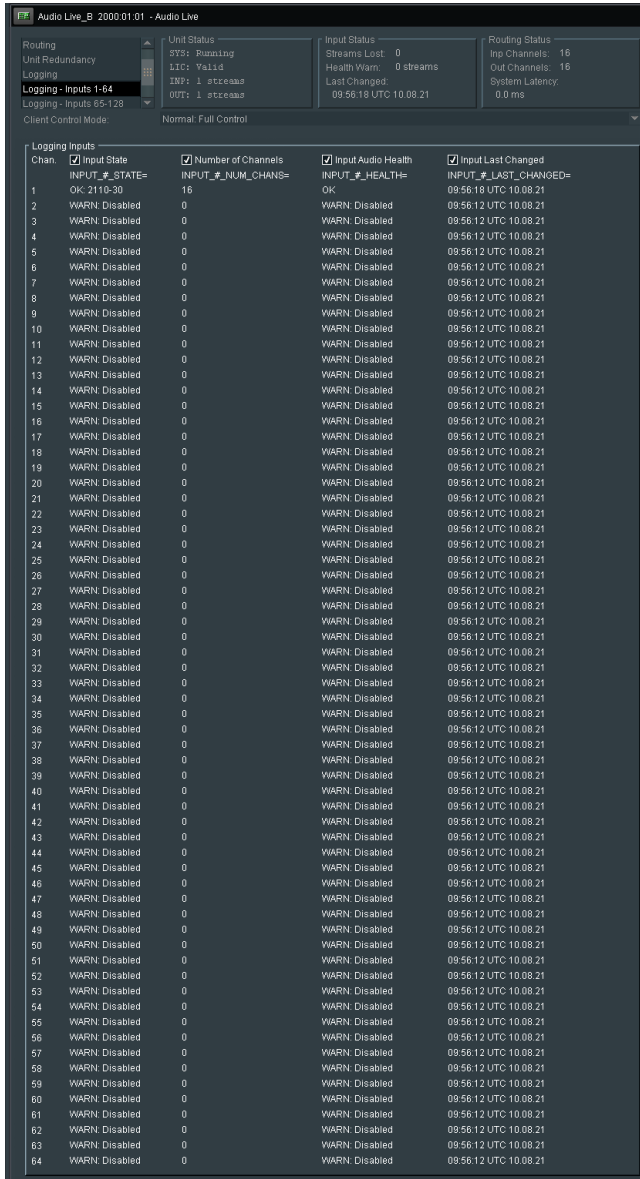 Audio Live_B 2000:01:01 - Audio Live
Routing
Unit Redundancy
Logging
Logging - Inputs 1-64
Logging - Inputs 65-128
Unit Status
SYS: Running
LIC: Valid
INP: 1 streams
OUT: 1 streams
Input Status
Streams Lost: 0
Health Warn: 0 streams
Last Changed:
09:56:18 UTC 10.08.21
Routing Status
Inp Channels: 16
Out Channels: 16
System Latency:
0.0 ms
Client Control Mode: Normal: Full Control
Logging Inputs
Chan. Input State Number of Channels Input Audio Health Input Last Changed
INPUT_#_STATE= INPUT_#_NUM_CHANS= INPUT_#_HEALTH= INPUT_#_LAST_CHANGED=
1 OK: 2110-30 16 OK 09:56:18 UTC 10.08.21
2 WARN: Disabled 0 WARN: Disabled 09:56:12 UTC 10.08.21
3 WARN: Disabled 0 WARN: Disabled 09:56:12 UTC 10.08.21
4 WARN: Disabled 0 WARN: Disabled 09:56:12 UTC 10.08.21
5 WARN: Disabled 0 WARN: Disabled 09:56:12 UTC 10.08.21
6 WARN: Disabled 0 WARN: Disabled 09:56:12 UTC 10.08.21
7 WARN: Disabled 0 WARN: Disabled 09:56:12 UTC 10.08.21
8 WARN: Disabled 0 WARN: Disabled 09:56:12 UTC 10.08.21
9 WARN: Disabled 0 WARN: Disabled 09:56:12 UTC 10.08.21
10 WARN: Disabled 0 WARN: Disabled 09:56:12 UTC 10.08.21
11 WARN: Disabled 0 WARN: Disabled 09:56:12 UTC 10.08.21
12 WARN: Disabled 0 WARN: Disabled 09:56:12 UTC 10.08.21
13 WARN: Disabled 0 WARN: Disabled 09:56:12 UTC 10.08.21
14 WARN: Disabled 0 WARN: Disabled 09:56:12 UTC 10.08.21
15 WARN: Disabled 0 WARN: Disabled 09:56:12 UTC 10.08.21
16 WARN: Disabled 0 WARN: Disabled 09:56:12 UTC 10.08.21
17 WARN: Disabled 0 WARN: Disabled 09:56:12 UTC 10.08.21
18 WARN: Disabled 0 WARN: Disabled 09:56:12 UTC 10.08.21
19 WARN: Disabled 0 WARN: Disabled 09:56:12 UTC 10.08.21
20 WARN: Disabled 0 WARN: Disabled 09:56:12 UTC 10.08.21
21 WARN: Disabled 0 WARN: Disabled 09:56:12 UTC 10.08.21
22 WARN: Disabled 0 WARN: Disabled 09:56:12 UTC 10.08.21
23 WARN: Disabled 0 WARN: Disabled 09:56:12 UTC 10.08.21
24 WARN: Disabled 0 WARN: Disabled 09:56:12 UTC 10.08.21
25 WARN: Disabled 0 WARN: Disabled 09:56:12 UTC 10.08.21
26 WARN: Disabled 0 WARN: Disabled 09:56:12 UTC 10.08.21
27 WARN: Disabled 0 WARN: Disabled 09:56:12 UTC 10.08.21
28 WARN: Disabled 0 WARN: Disabled 09:56:12 UTC 10.08.21
29 WARN: Disabled 0 WARN: Disabled 09:56:12 UTC 10.08.21
30 WARN: Disabled 0 WARN: Disabled 09:56:12 UTC 10.08.21
31 WARN: Disabled 0 WARN: Disabled 09:56:12 UTC 10.08.21
32 WARN: Disabled 0 WARN: Disabled 09:56:12 UTC 10.08.21
33 WARN: Disabled 0 WARN: Disabled 09:56:12 UTC 10.08.21
34 WARN: Disabled 0 WARN: Disabled 09:56:12 UTC 10.08.21
35 WARN: Disabled 0 WARN: Disabled 09:56:12 UTC 10.08.21
36 WARN: Disabled 0 WARN: Disabled 09:56:12 UTC 10.08.21
37 WARN: Disabled 0 WARN: Disabled 09:56:12 UTC 10.08.21
38 WARN: Disabled 0 WARN: Disabled 09:56:12 UTC 10.08.21
39 WARN: Disabled 0 WARN: Disabled 09:56:12 UTC 10.08.21
40 WARN: Disabled 0 WARN: Disabled 09:56:12 UTC 10.08.21
41 WARN: Disabled 0 WARN: Disabled 09:56:12 UTC 10.08.21
42 WARN: Disabled 0 WARN: Disabled 09:56:12 UTC 10.08.21
43 WARN: Disabled 0 WARN: Disabled 09:56:12 UTC 10.08.21
44 WARN: Disabled 0 WARN: Disabled 09:56:12 UTC 10.08.21
45 WARN: Disabled 0 WARN: Disabled 09:56:12 UTC 10.08.21
46 WARN: Disabled 0 WARN: Disabled 09:56:12 UTC 10.08.21
47 WARN: Disabled 0 WARN: Disabled 09:56:12 UTC 10.08.21
48 WARN: Disabled 0 WARN: Disabled 09:56:12 UTC 10.08.21
49 WARN: Disabled 0 WARN: Disabled 09:56:12 UTC 10.08.21
50 WARN: Disabled 0 WARN: Disabled 09:56:12 UTC 10.08.21
51 WARN: Disabled 0 WARN: Disabled 09:56:12 UTC 10.08.21
52 WARN: Disabled 0 WARN: Disabled 09:56:12 UTC 10.08.21
53 WARN: Disabled 0 WARN: Disabled 09:56:12 UTC 10.08.21
54 WARN: Disabled 0 WARN: Disabled 09:56:12 UTC 10.08.21
55 WARN: Disabled 0 WARN: Disabled 09:56:12 UTC 10.08.21
56 WARN: Disabled 0 WARN: Disabled 09:56:12 UTC 10.08.21
57 WARN: Disabled 0 WARN: Disabled 09:56:12 UTC 10.08.21
58 WARN: Disabled 0 WARN: Disabled 09:56:12 UTC 10.08.21
59 WARN: Disabled 0 WARN: Disabled 09:56:12 UTC 10.08.21
60 WARN: Disabled 0 WARN: Disabled 09:56:12 UTC 10.08.21
61 WARN: Disabled 0 WARN: Disabled 09:56:12 UTC 10.08.21
62 WARN: Disabled 0 WARN: Disabled 09:56:12 UTC 10.08.21
63 WARN: Disabled 0 WARN: Disabled 09:56:12 UTC 10.08.21
64 WARN: Disabled 0 WARN: Disabled 09:56:12 UTC 10.08.21